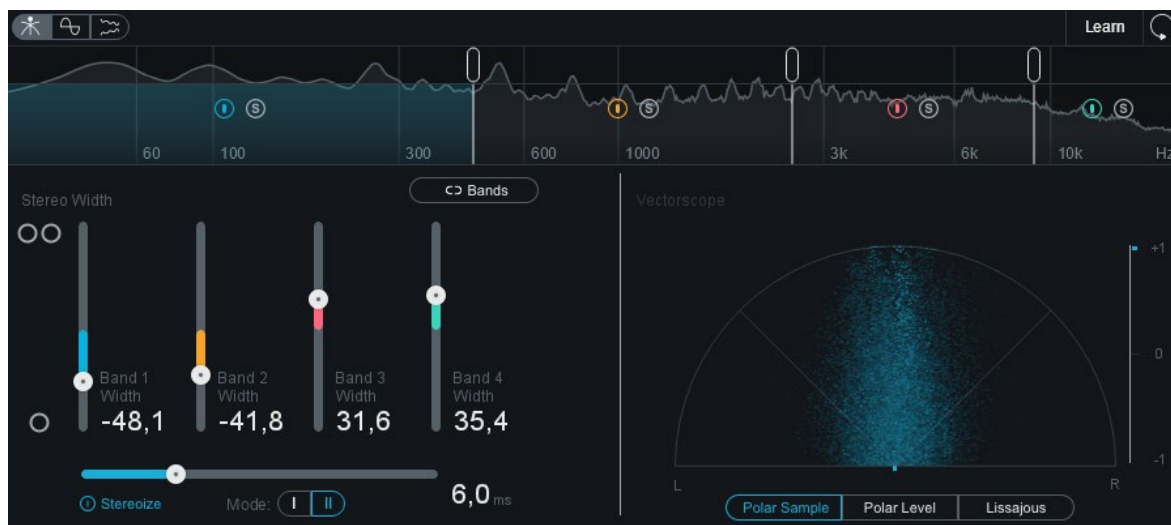 Learn
S
S
S
S
60 100 300 600 1000 3k 6k 10k Hz
Bands
Stereo Width
Vectorscope
+1
0
-1
Band 1 Width
-48,1
Band 2 Width
-41,8
Band 3 Width
31,6
Band 4 Width
35,4
Stereoize
Mode: I II
6,0 ms
L
R
Polar Sample Polar Level Lissajous